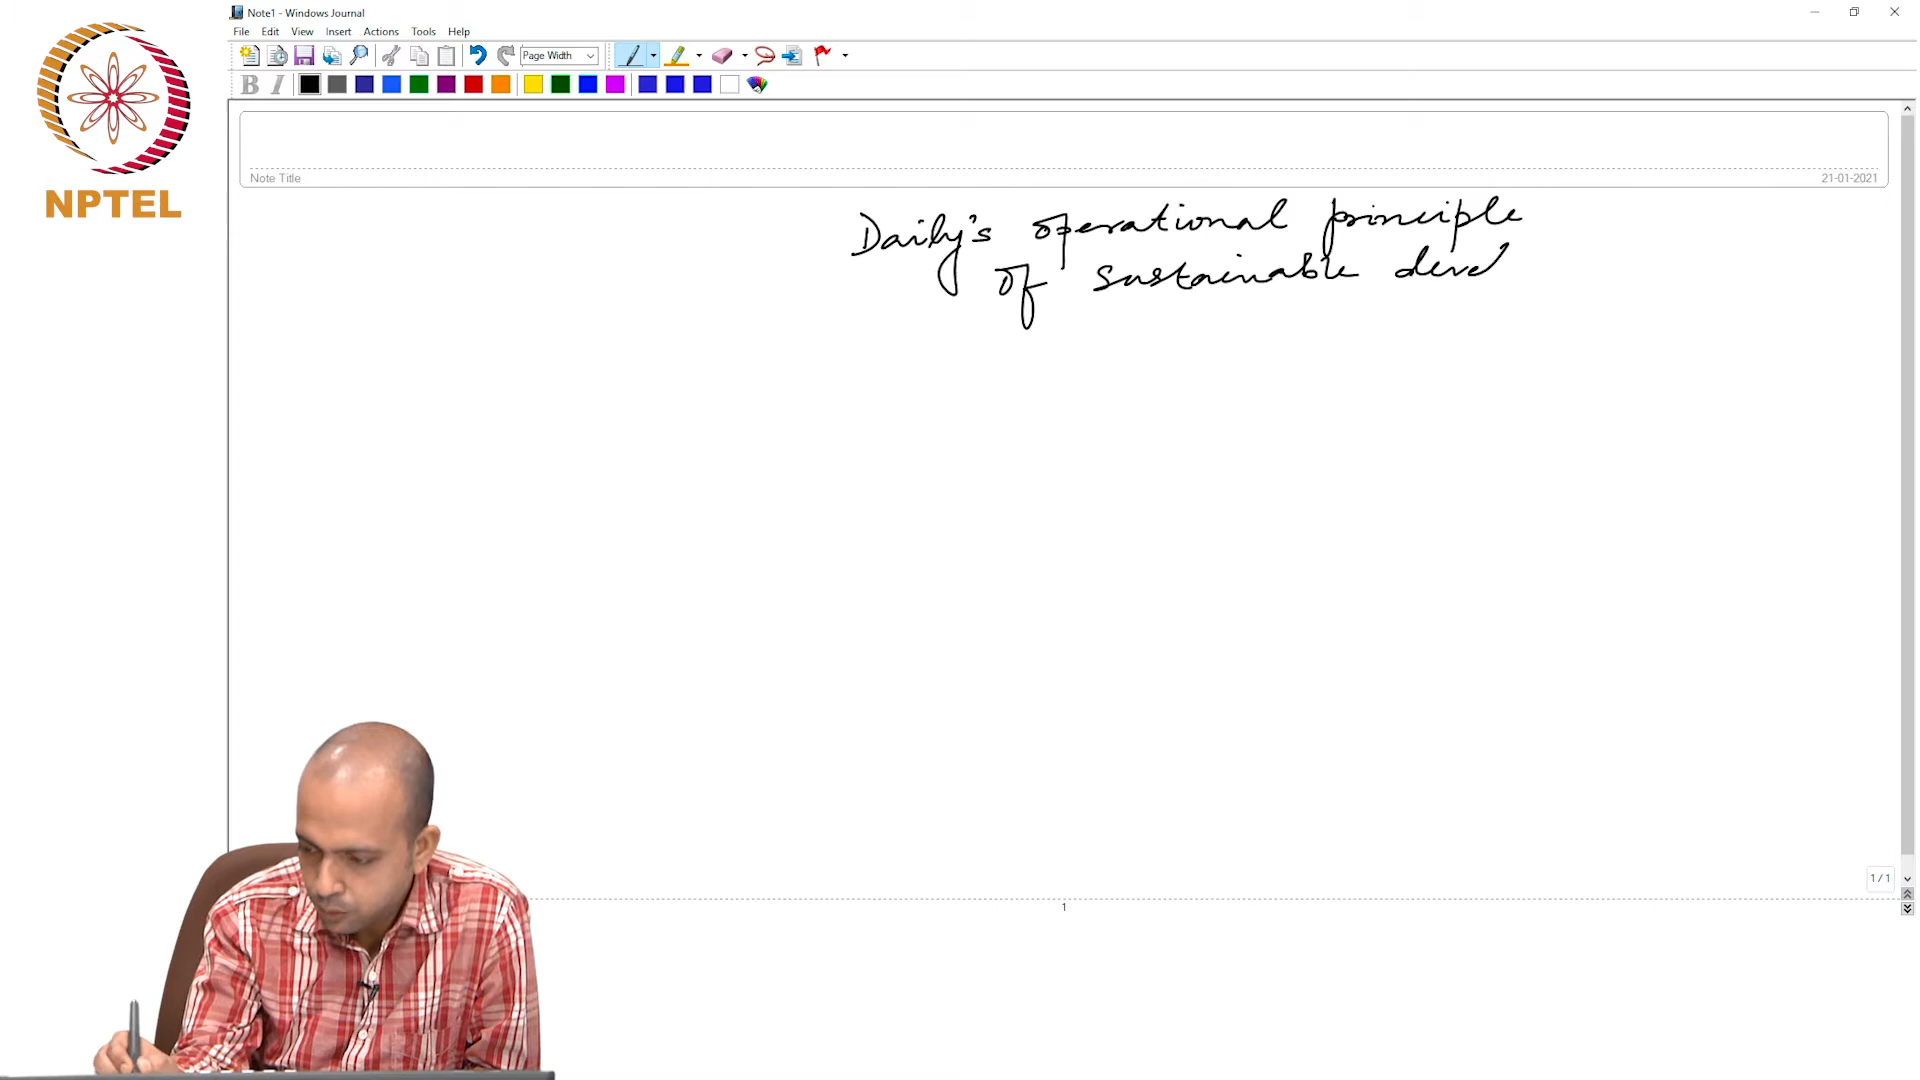 Note1 - Windows Journal
File Edit View Insert Actions Tools Help
Page Width
B I
NPTEL
Note Title
21-01-2021
Daily's operational principle
of sustainable deve
1 / 1
1